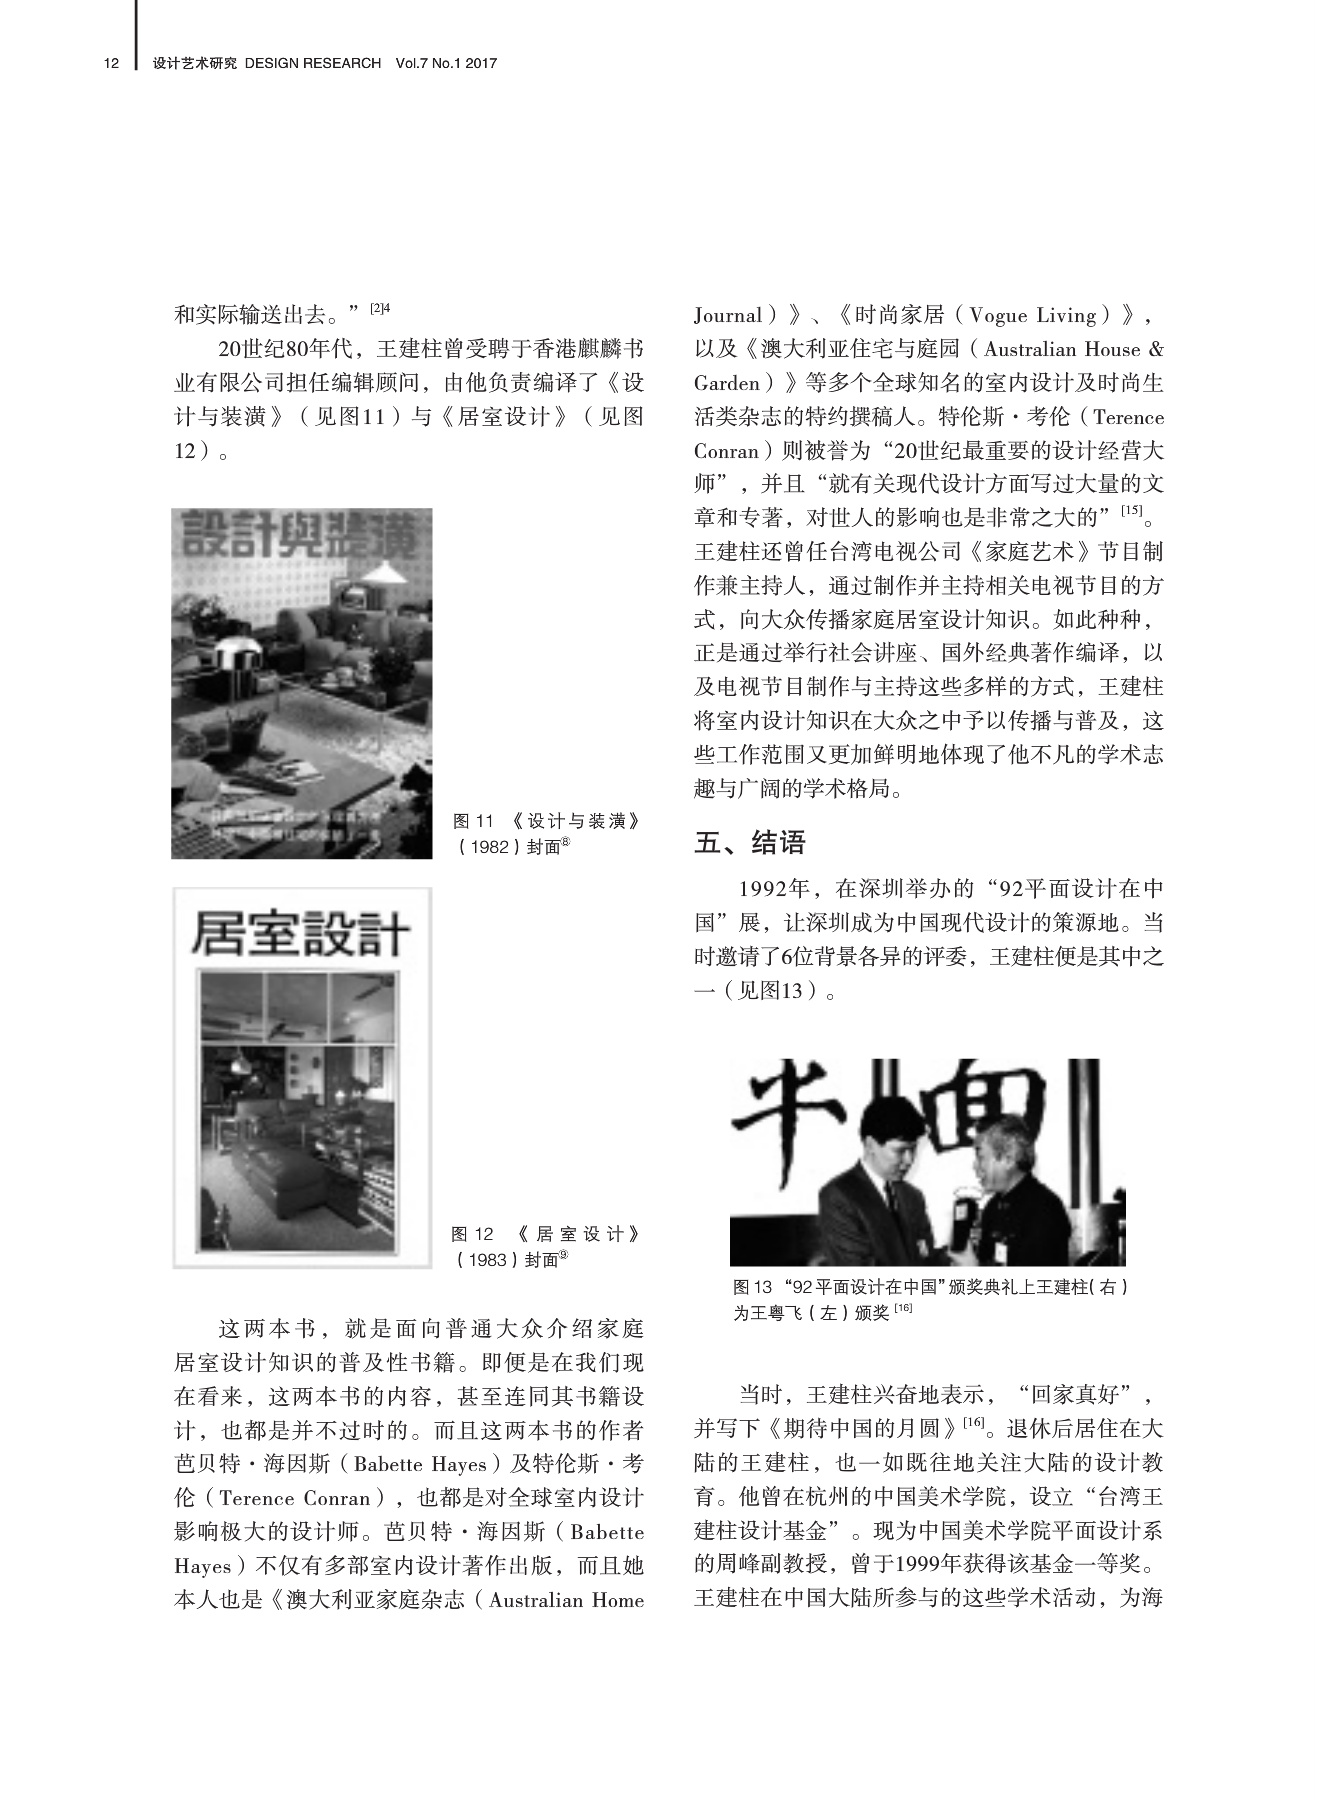 12 设计艺术研究 DESIGN RESEARCH Vol.7 No.1 2017
和实际输送出去。”[2]4
20世纪80年代，王建柱曾受聘于香港麒麟书
业有限公司担任编辑顾问，由他负责编译了《设
计与装潢》（见图11）与《居室设计》（见图
12）。
設計與裝潢
图 11 《设计与装潢》
（1982）封面⑧
居室設計
图 12 《居室设计》
（1983）封面⑨
这两本书，就是面向普通大众介绍家庭
居室设计知识的普及性书籍。即便是在我们现
在看来，这两本书的内容，甚至连同其书籍设
计，也都是并不过时的。而且这两本书的作者
芭贝特·海因斯（Babette Hayes）及特伦斯·考
伦（Terence Conran），也都是对全球室内设计
影响极大的设计师。芭贝特·海因斯（Babette
Hayes）不仅有多部室内设计著作出版，而且她
本人也是《澳大利亚家庭杂志（Australian Home
Journal）》、《时尚家居（Vogue Living）》，
以及《澳大利亚住宅与庭园（Australian House &
Garden）》等多个全球知名的室内设计及时尚生
活类杂志的特约撰稿人。特伦斯·考伦（Terence
Conran）则被誉为“20世纪最重要的设计经营大
师”，并且“就有关现代设计方面写过大量的文
章和专著，对世人的影响也是非常之大的”[15]。
王建柱还曾任台湾电视公司《家庭艺术》节目制
作兼主持人，通过制作并主持相关电视节目的方
式，向大众传播家庭居室设计知识。如此种种，
正是通过举行社会讲座、国外经典著作编译，以
及电视节目制作与主持这些多样的方式，王建柱
将室内设计知识在大众之中予以传播与普及，这
些工作范围又更加鲜明地体现了他不凡的学术志
趣与广阔的学术格局。
五、结语
1992年，在深圳举办的“92平面设计在中
国”展，让深圳成为中国现代设计的策源地。当
时邀请了6位背景各异的评委，王建柱便是其中之
一（见图13）。
平面
图 13 “92平面设计在中国”颁奖典礼上王建柱（右）
为王粤飞（左）颁奖[16]
当时，王建柱兴奋地表示，“回家真好”，
并写下《期待中国的月圆》[16]。退休后居住在大
陆的王建柱，也一如既往地关注大陆的设计教
育。他曾在杭州的中国美术学院，设立“台湾王
建柱设计基金”。现为中国美术学院平面设计系
的周峰副教授，曾于1999年获得该基金一等奖。
王建柱在中国大陆所参与的这些学术活动，为海